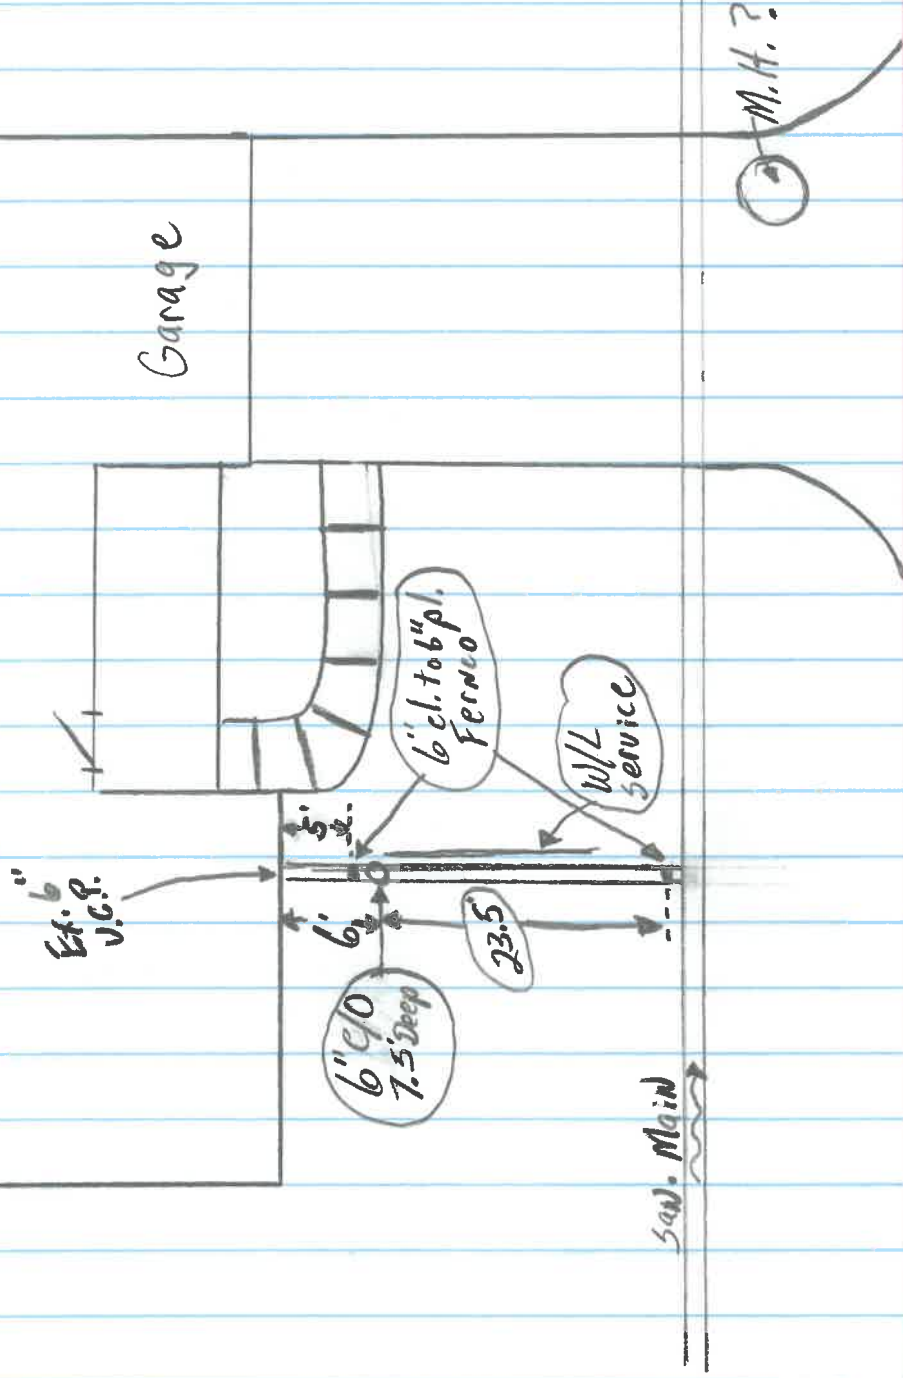 Ex. 6"
V.C.P.
Garage
5'
6'
6" cl. to 6" pl.
Fernco
6" c/o
7.5' Deep
W/L
Service
23.5'
San. Main
M.H.?